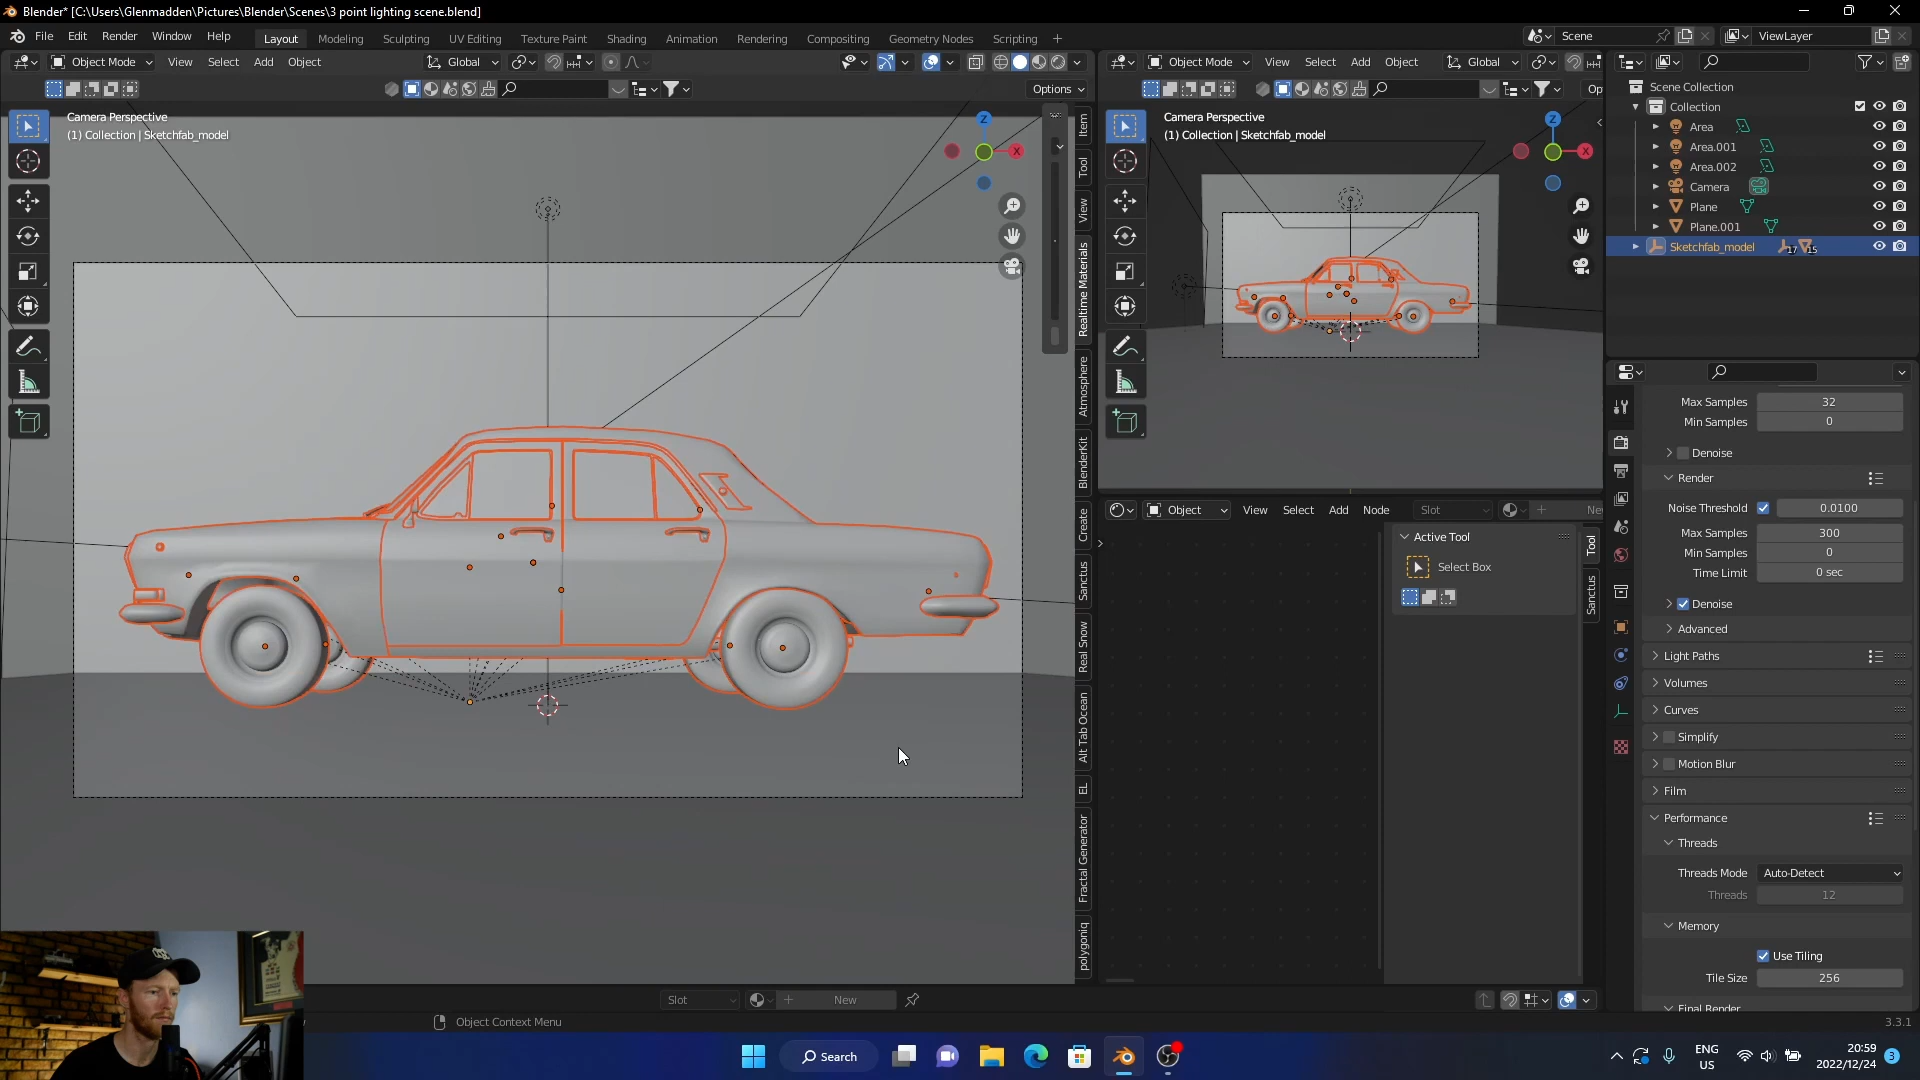 Blender* [C:\Users\Glenmadden\Pictures\Blender\Scenes\3 point lighting scene.blend]
File Edit Render Window Help Layout Modeling Sculpting UV Editing Texture Paint Shading Animation Rendering Compositing Geometry Nodes Scripting + Scene ViewLayer
Object Mode View Select Add Object Global
Options
Camera Perspective
(1) Collection | Sketchfab_model
Z
X
Item
Tool
View
Realtime Materials
Atmosphere
BlenderKit
Create
Sanctus
Real Snow
Alt Tab Ocean
EL
Fractal Generator
polygoniq
Object Mode View Select Add Object Global
Op
Camera Perspective
(1) Collection | Sketchfab_model
Z
X
Object View Select Add Node Object Slot Ne
Active Tool
Select Box
Tool
Sanctus
Scene Collection
Collection
Area
Area.001
Area.002
Camera
Plane
Plane.001
Sketchfab_model 17 15
Max Samples 32
Min Samples 0
Denoise
Render
Noise Threshold 0.0100
Max Samples 300
Min Samples 0
Time Limit 0 sec
Denoise
Advanced
Light Paths
Volumes
Curves
Simplify
Motion Blur
Film
Performance
Threads
Threads Mode Auto-Detect
Threads 12
Memory
Use Tiling
Tile Size 256
Final Render
Slot New
Object Context Menu
3.3.1
Search
ENG
US
20:59
2022/12/24
3